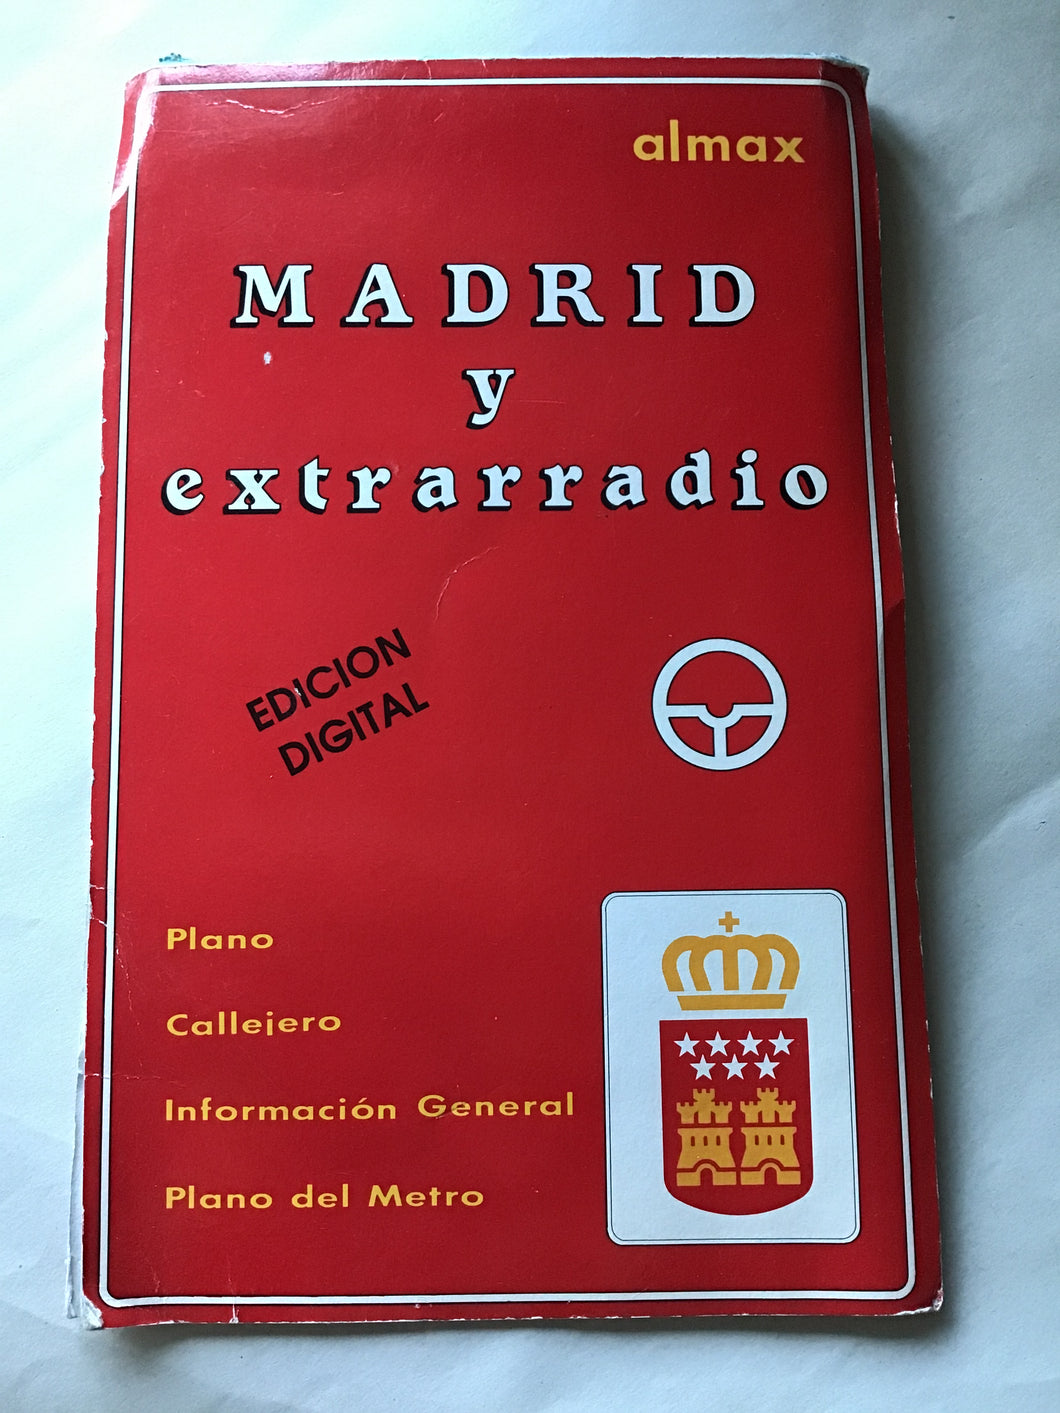 almax
MADRID
y
extrarradio
EDICION
DIGITAL
Plano
Callejero
Información General
Plano del Metro